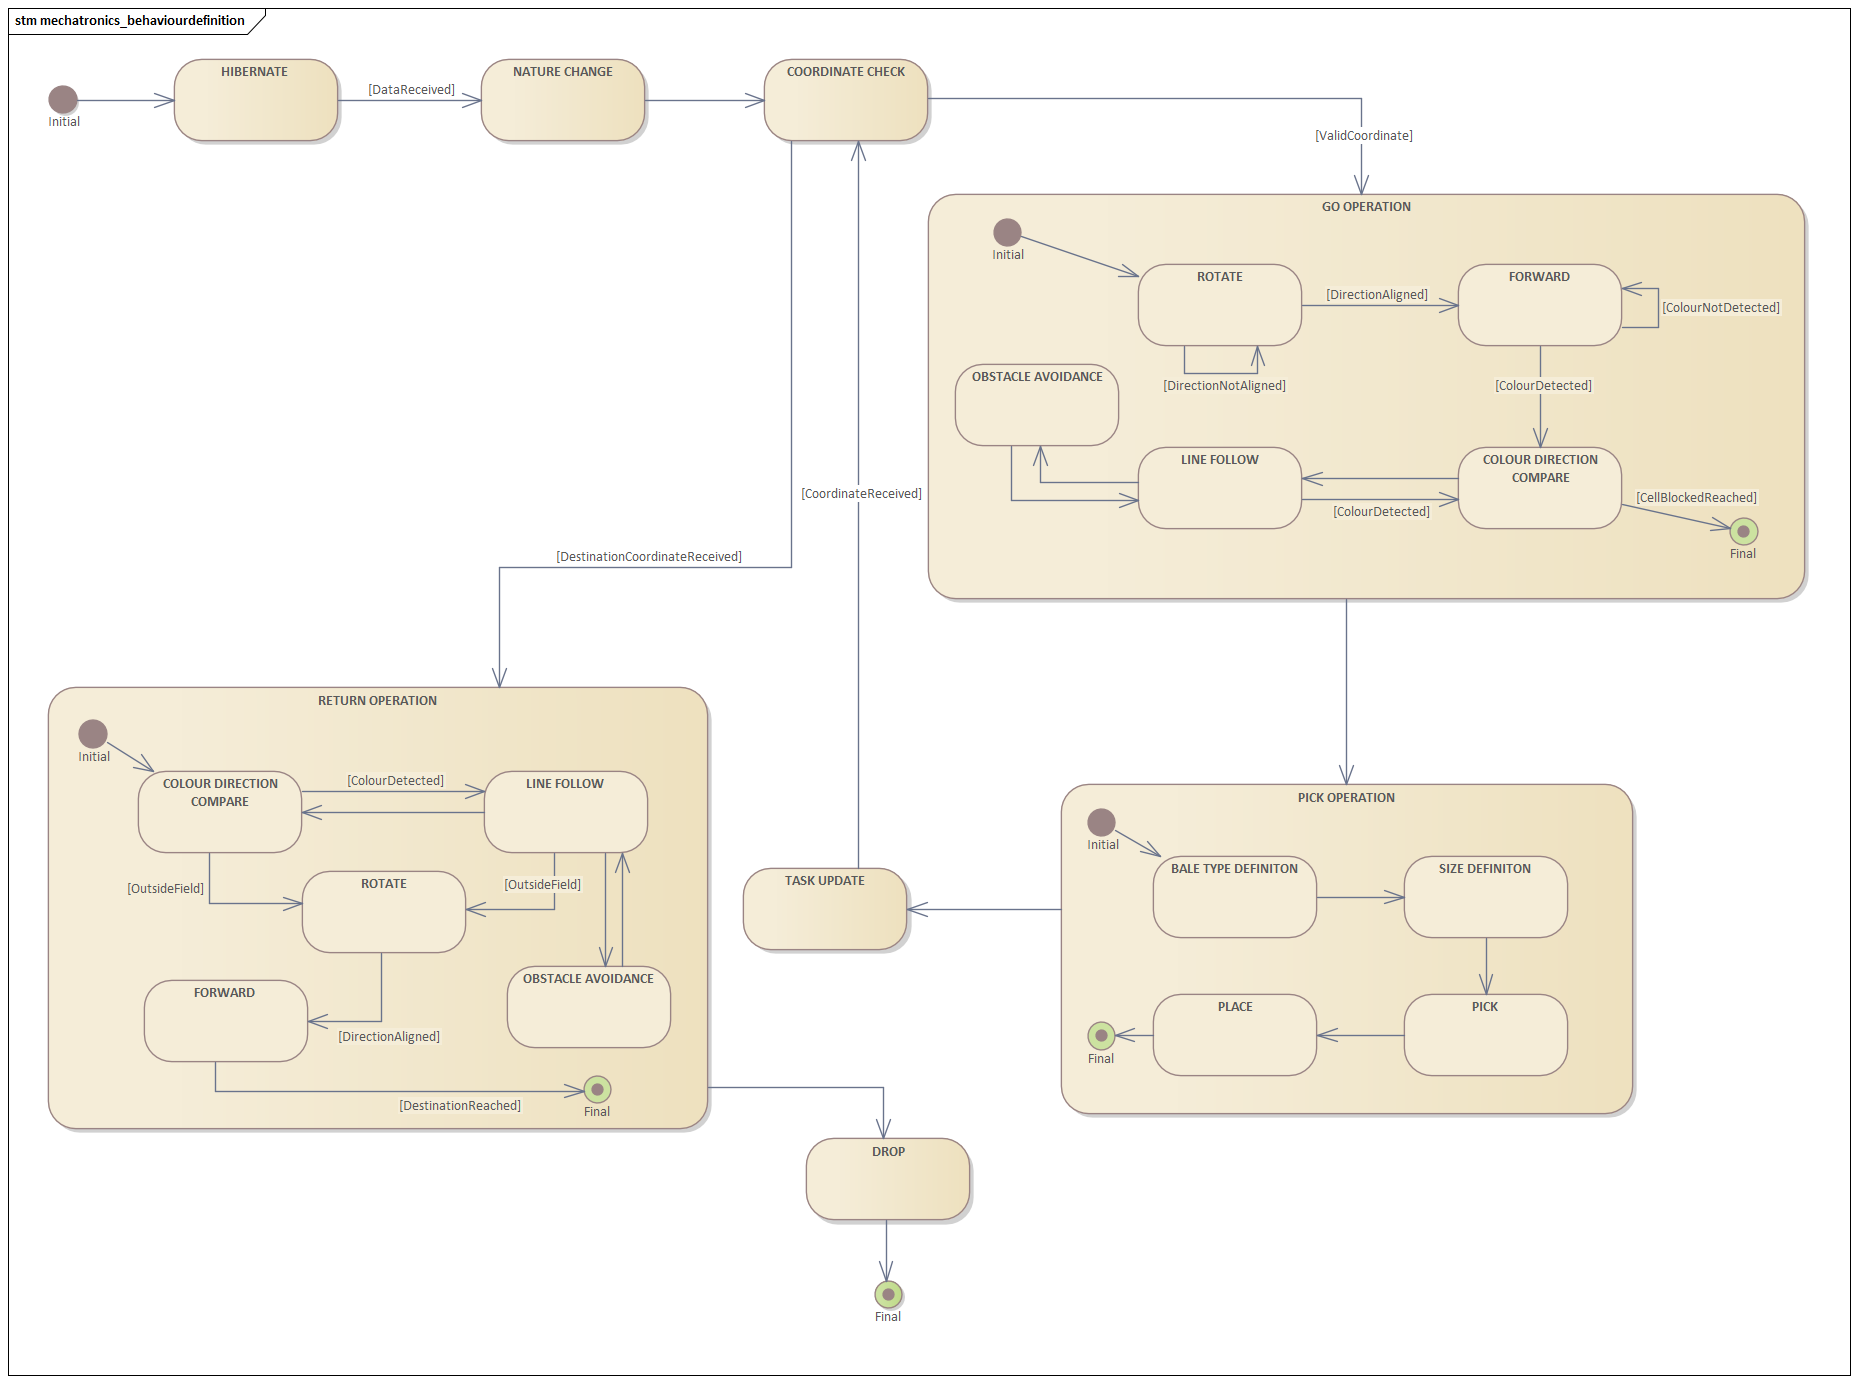 stm mechatronics_behaviourdefinition
Initial
HIBERNATE
[DataReceived]
NATURE CHANGE
COORDINATE CHECK
[ValidCoordinate]
GO OPERATION
Initial
ROTATE
[DirectionAligned]
FORWARD
[ColourNotDetected]
[DirectionNotAligned]
[ColourDetected]
OBSTACLE AVOIDANCE
LINE FOLLOW
COLOUR DIRECTION
COMPARE
[ColourDetected]
[CellBlockedReached]
Final
[CoordinateReceived]
[DestinationCoordinateReceived]
RETURN OPERATION
Initial
COLOUR DIRECTION
COMPARE
[ColourDetected]
LINE FOLLOW
[OutsideField]
ROTATE
[OutsideField]
FORWARD
[DirectionAligned]
OBSTACLE AVOIDANCE
[DestinationReached]
Final
TASK UPDATE
PICK OPERATION
Initial
BALE TYPE DEFINITON
SIZE DEFINITON
PLACE
PICK
Final
DROP
Final